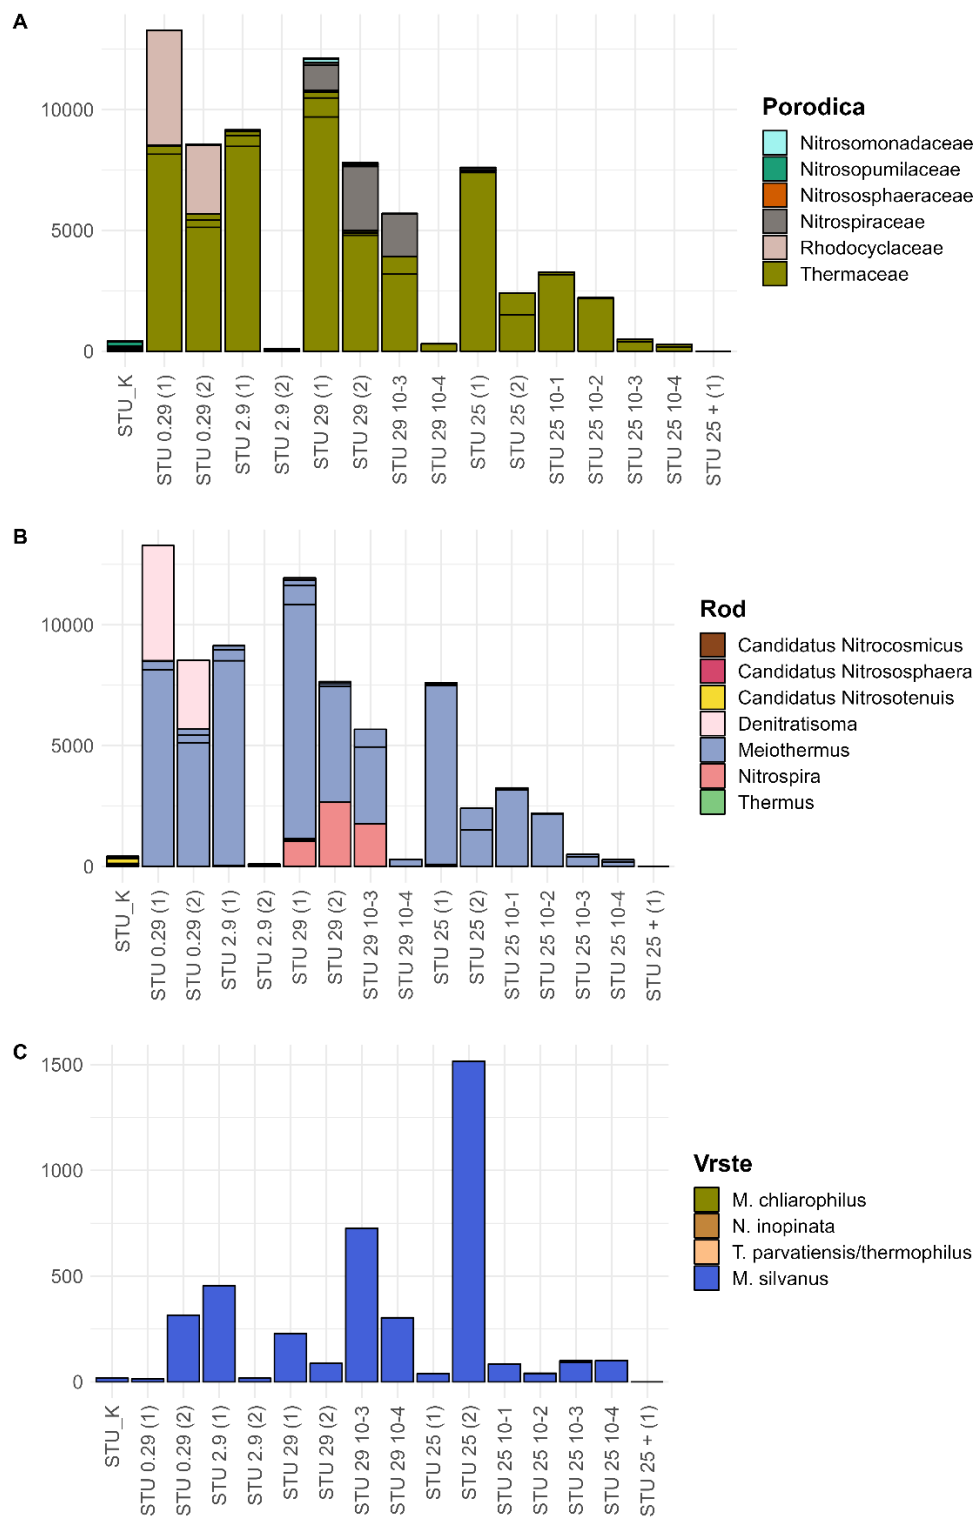 A
10000
5000
0
STU_K
STU 0.29 (1)
STU 0.29 (2)
STU 2.9 (1)
STU 2.9 (2)
STU 29 (1)
STU 29 (2)
STU 29 10-3
STU 29 10-4
STU 25 (1)
STU 25 (2)
STU 25 10-1
STU 25 10-2
STU 25 10-3
STU 25 10-4
STU 25 + (1)
Porodica
Nitrosomonadaceae
Nitrosopumilaceae
Nitrososphaeraceae
Nitrospiraceae
Rhodocyclaceae
Thermaceae
B
10000
5000
0
STU_K
STU 0.29 (1)
STU 0.29 (2)
STU 2.9 (1)
STU 2.9 (2)
STU 29 (1)
STU 29 (2)
STU 29 10-3
STU 29 10-4
STU 25 (1)
STU 25 (2)
STU 25 10-1
STU 25 10-2
STU 25 10-3
STU 25 10-4
STU 25 + (1)
Rod
Candidatus Nitrocosmicus
Candidatus Nitrososphaera
Candidatus Nitrosotenuis
Denitratisoma
Meiothermus
Nitrospira
Thermus
C
1500
1000
500
0
STU_K
STU 0.29 (1)
STU 0.29 (2)
STU 2.9 (1)
STU 2.9 (2)
STU 29 (1)
STU 29 (2)
STU 29 10-3
STU 29 10-4
STU 25 (1)
STU 25 (2)
STU 25 10-1
STU 25 10-2
STU 25 10-3
STU 25 10-4
STU 25 + (1)
Vrste
M. chliarophilus
N. inopinata
T. parvatiensis/thermophilus
M. silvanus